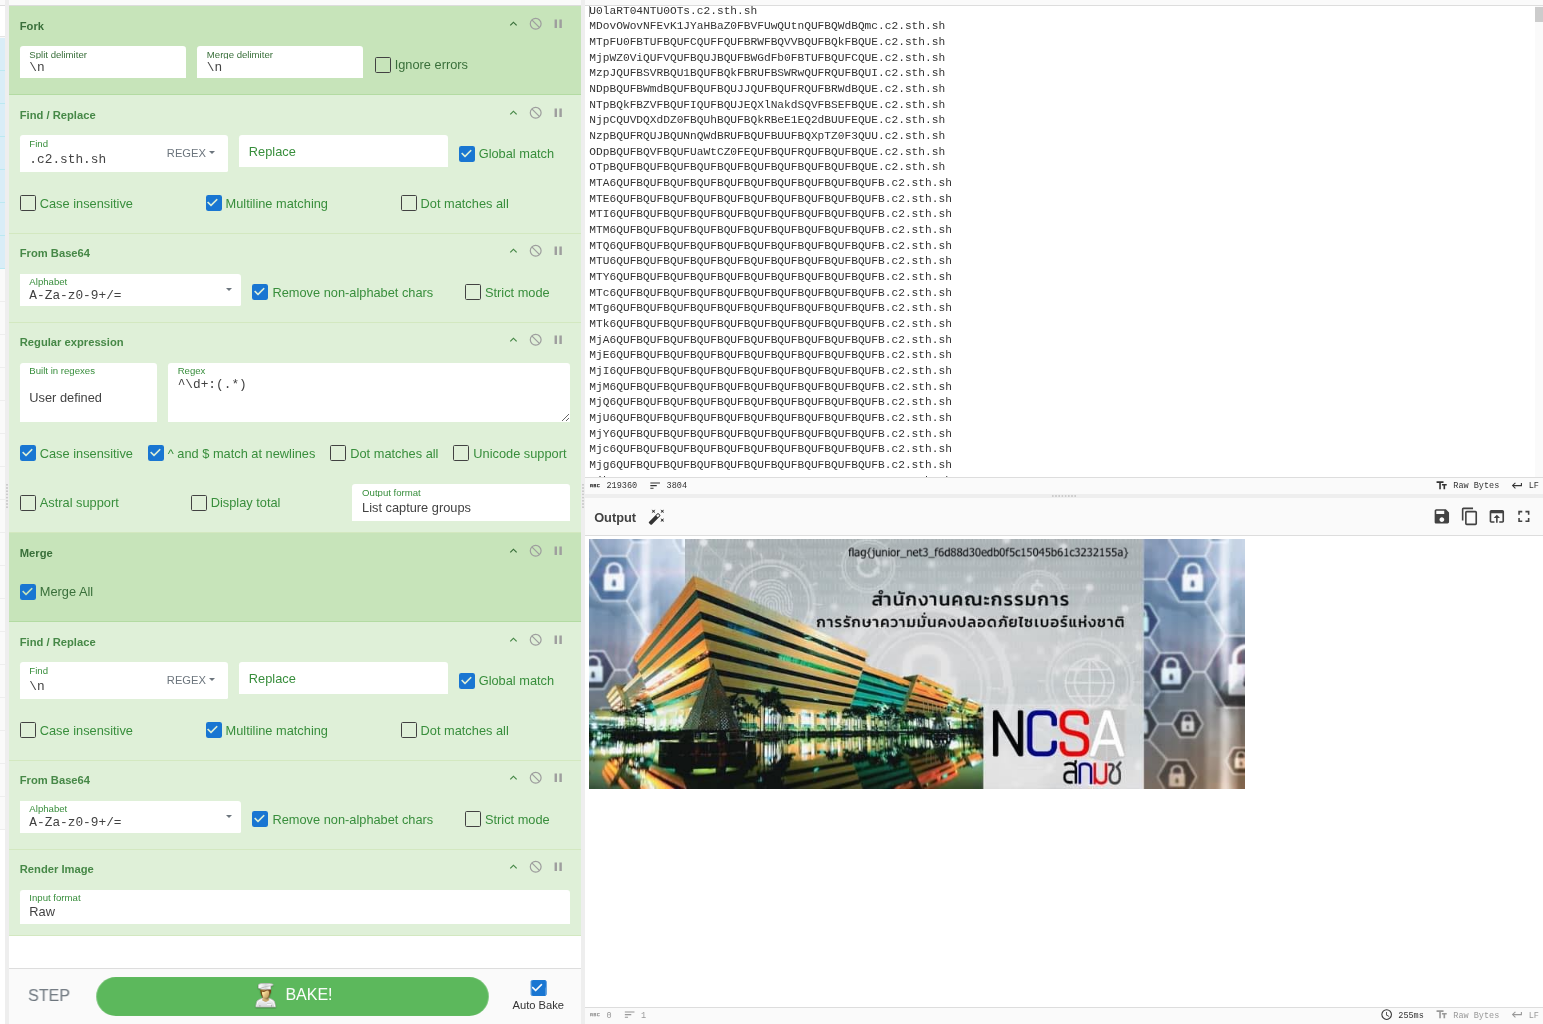 Fork
Split delimiter
\n
Merge delimiter
\n
Ignore errors
Find / Replace
Find
.c2.sth.sh
REGEX
Replace
Global match
Case insensitive
Multiline matching
Dot matches all
From Base64
Alphabet
A-Za-z0-9+/=
Remove non-alphabet chars
Strict mode
Regular expression
Built in regexes
User defined
Regex
^\d+:(.*)
Case insensitive
^ and $ match at newlines
Dot matches all
Unicode support
Astral support
Display total
Output format
List capture groups
Merge
Merge All
Find / Replace
Find
\n
REGEX
Replace
Global match
Case insensitive
Multiline matching
Dot matches all
From Base64
Alphabet
A-Za-z0-9+/=
Remove non-alphabet chars
Strict mode
Render Image
Input format
Raw
STEP
BAKE!
Auto Bake
U0laRT04NTU0OTs.c2.sth.sh
MDovOWovNFEvK1JYaHBaZ0FBVFUwQUtnQUFBQWdBQmc.c2.sth.sh
MTpFU0FBTUFBQUFCQUFFQUFBRWFBQVVBQUFBQkFBQUE.c2.sth.sh
MjpWZ0ViQUFVQUFBQUJBQUFBWGdFb0FBTUFBQUFCQUE.c2.sth.sh
MzpJQUFBSVRBQU1BQUFBQkFBRUFBSWRwQUFRQUFBQUI.c2.sth.sh
NDpBQUFBWmdBQUFBQUFBQUJJQUFBQUFRQUFBRWdBQUE.c2.sth.sh
NTpBQkFBZVFBQUFIQUFBQUJEQXlNakdSQVFBSEFBQUE.c2.sth.sh
NjpCQUVDQXdDZ0FBQUhBQUFBQkRBeE1EQ2dBUUFEQUE.c2.sth.sh
NzpBQUFRQUJBQUNnQWdBRUFBQUFBUUFBQXpTZ0F3QUU.c2.sth.sh
ODpBQUFBQVFBQUFUaWtCZ0FEQUFBQUFRQUFBQUFBQUE.c2.sth.sh
OTpBQUFBQUFBQUFBQUFBQUFBQUFBQUFBQUFBQUFBQUE.c2.sth.sh
MTA6QUFBQUFBQUFBQUFBQUFBQUFBQUFBQUFBQUFBQUFB.c2.sth.sh
MTE6QUFBQUFBQUFBQUFBQUFBQUFBQUFBQUFBQUFBQUFB.c2.sth.sh
MTI6QUFBQUFBQUFBQUFBQUFBQUFBQUFBQUFBQUFBQUFB.c2.sth.sh
MTM6QUFBQUFBQUFBQUFBQUFBQUFBQUFBQUFBQUFBQUFB.c2.sth.sh
MTQ6QUFBQUFBQUFBQUFBQUFBQUFBQUFBQUFBQUFBQUFB.c2.sth.sh
MTU6QUFBQUFBQUFBQUFBQUFBQUFBQUFBQUFBQUFBQUFB.c2.sth.sh
MTY6QUFBQUFBQUFBQUFBQUFBQUFBQUFBQUFBQUFBQUFB.c2.sth.sh
MTc6QUFBQUFBQUFBQUFBQUFBQUFBQUFBQUFBQUFBQUFB.c2.sth.sh
MTg6QUFBQUFBQUFBQUFBQUFBQUFBQUFBQUFBQUFBQUFB.c2.sth.sh
MTk6QUFBQUFBQUFBQUFBQUFBQUFBQUFBQUFBQUFBQUFB.c2.sth.sh
MjA6QUFBQUFBQUFBQUFBQUFBQUFBQUFBQUFBQUFBQUFB.c2.sth.sh
MjE6QUFBQUFBQUFBQUFBQUFBQUFBQUFBQUFBQUFBQUFB.c2.sth.sh
MjI6QUFBQUFBQUFBQUFBQUFBQUFBQUFBQUFBQUFBQUFB.c2.sth.sh
MjM6QUFBQUFBQUFBQUFBQUFBQUFBQUFBQUFBQUFBQUFB.c2.sth.sh
MjQ6QUFBQUFBQUFBQUFBQUFBQUFBQUFBQUFBQUFBQUFB.c2.sth.sh
MjU6QUFBQUFBQUFBQUFBQUFBQUFBQUFBQUFBQUFBQUFB.c2.sth.sh
MjY6QUFBQUFBQUFBQUFBQUFBQUFBQUFBQUFBQUFBQUFB.c2.sth.sh
Mjc6QUFBQUFBQUFBQUFBQUFBQUFBQUFBQUFBQUFBQUFB.c2.sth.sh
Mjg6QUFBQUFBQUFBQUFBQUFBQUFBQUFBQUFBQUFBQUFB.c2.sth.sh
219360
3804
Raw Bytes
LF
Output
flag{junior_net3_f6d88d30edb0f5c15045b61c3232155a}
สำนักงานคณะกรรมการ
การรักษาความมั่นคงปลอดภัยไซเบอร์แห่งชาติ
NCSA
สกมช
0
1
255ms
Raw Bytes
LF